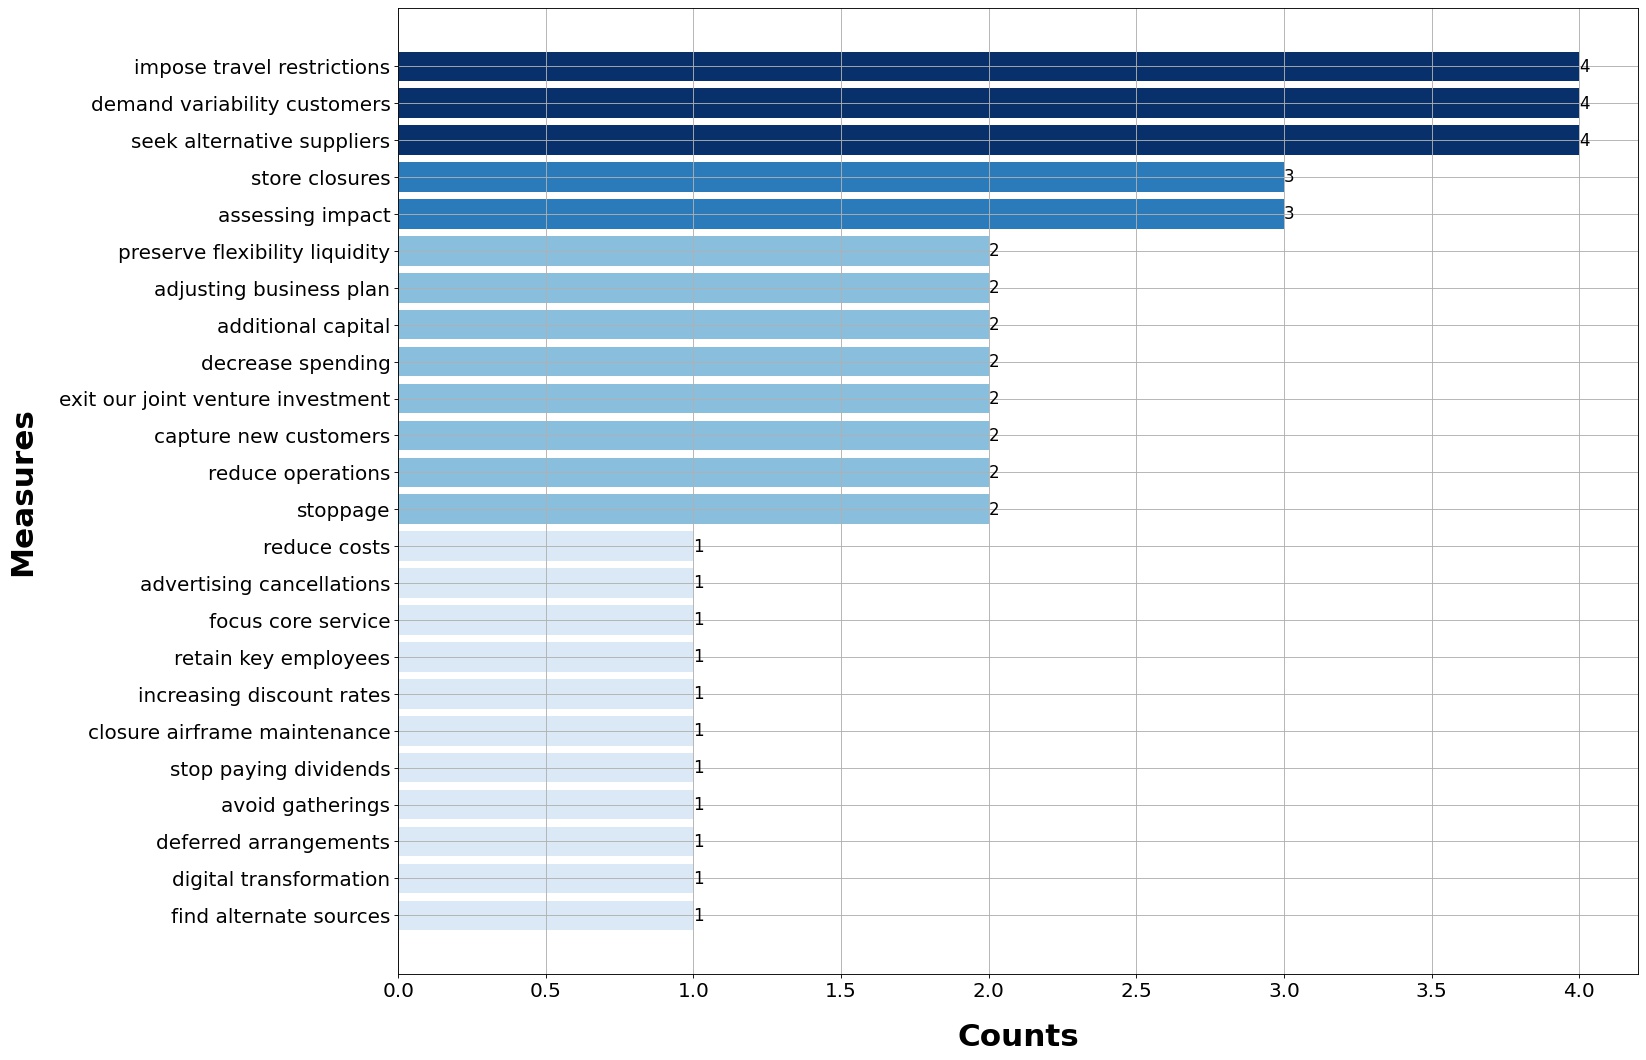 impose travel restrictions 4
demand variability customers 4
seek alternative suppliers 4
store closures 3
assessing impact 3
preserve flexibility liquidity 2
adjusting business plan 2
additional capital 2
decrease spending 2
exit our joint venture investment 2
capture new customers 2
reduce operations 2
stoppage 2
reduce costs 1
advertising cancellations 1
focus core service 1
retain key employees 1
increasing discount rates 1
closure airframe maintenance 1
stop paying dividends 1
avoid gatherings 1
deferred arrangements 1
digital transformation 1
find alternate sources 1
Measures
0.0 0.5 1.0 1.5 2.0 2.5 3.0 3.5 4.0
Counts